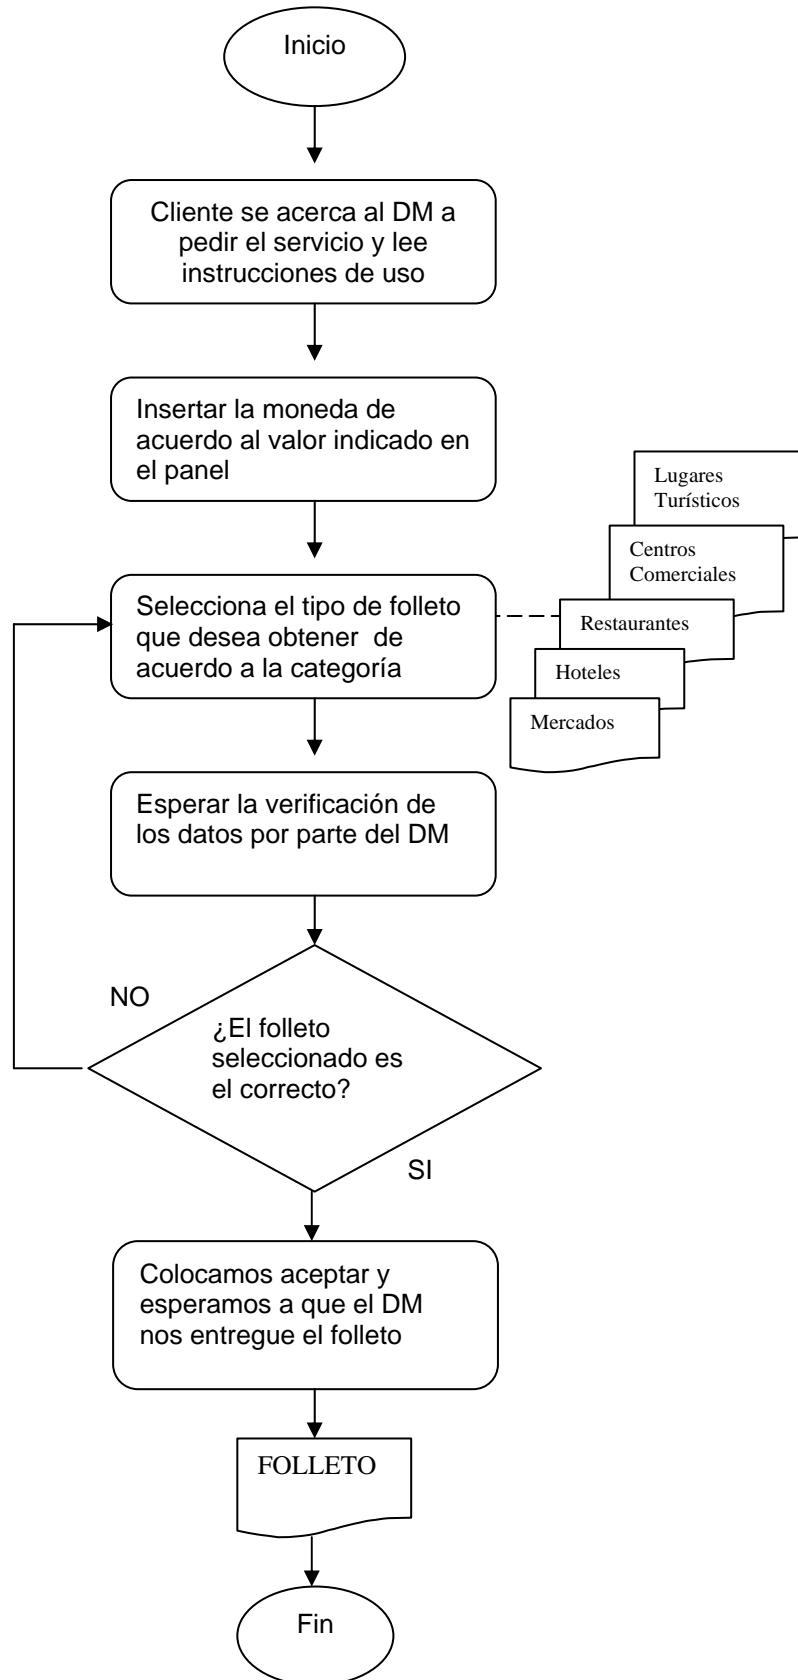 Inicio
Cliente se acerca al DM a
pedir el servicio y lee
instrucciones de uso
Insertar la moneda de
acuerdo al valor indicado en
el panel
Lugares
Turísticos
Centros
Comerciales
Restaurantes
Hoteles
Mercados
Selecciona el tipo de folleto
que desea obtener de
acuerdo a la categoría
Esperar la verificación de
los datos por parte del DM
NO
¿El folleto
seleccionado es
el correcto?
SI
Colocamos aceptar y
esperamos a que el DM
nos entregue el folleto
FOLLETO
Fin